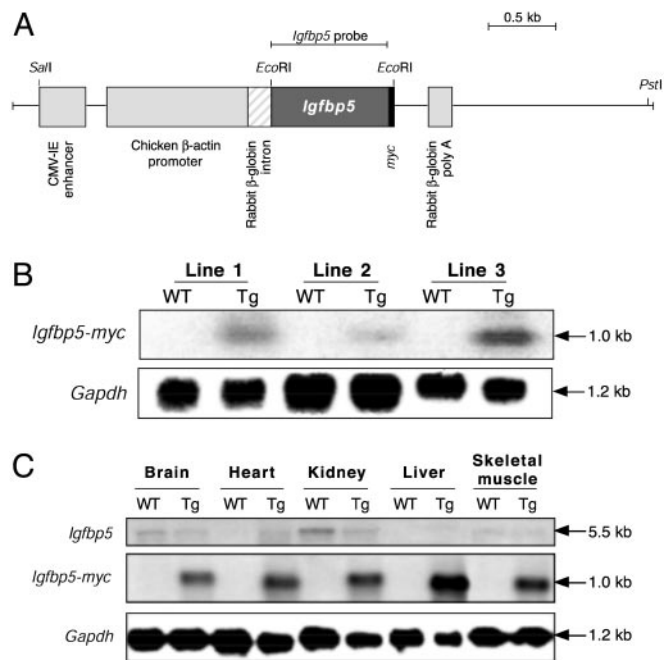 A
Igfbp5 probe
0.5 kb
SalI
EcoRI
EcoRI
PstI
Igfbp5
CMV-IE
enhancer
Chicken β-actin
promoter
Rabbit β-globin
intron
myc
Rabbit β-globin
poly A
B
Line 1 Line 2 Line 3
WT Tg WT Tg WT Tg
Igfbp5-myc
1.0 kb
Gapdh
1.2 kb
C
Brain Heart Kidney Liver Skeletal
muscle
WT Tg WT Tg WT Tg WT Tg WT Tg
Igfbp5
5.5 kb
Igfbp5-myc
1.0 kb
Gapdh
1.2 kb